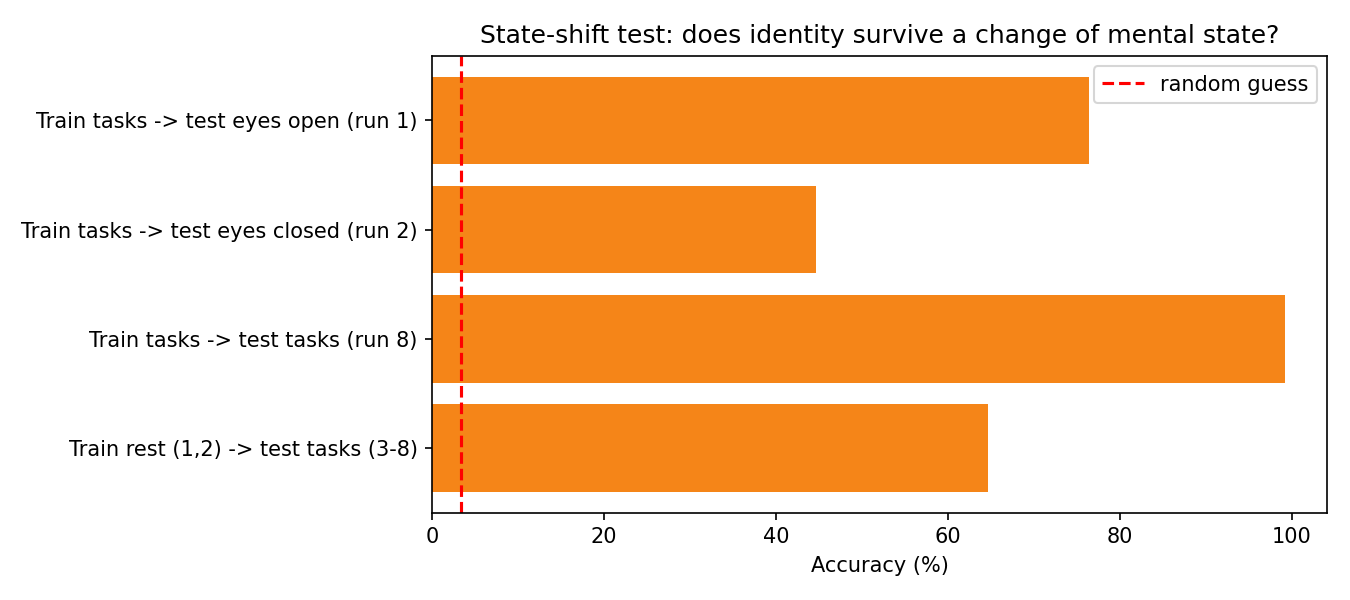 State-shift test: does identity survive a change of mental state?
random guess
Train tasks -> test eyes open (run 1)
Train tasks -> test eyes closed (run 2)
Train tasks -> test tasks (run 8)
Train rest (1,2) -> test tasks (3-8)
0 20 40 60 80 100
Accuracy (%)